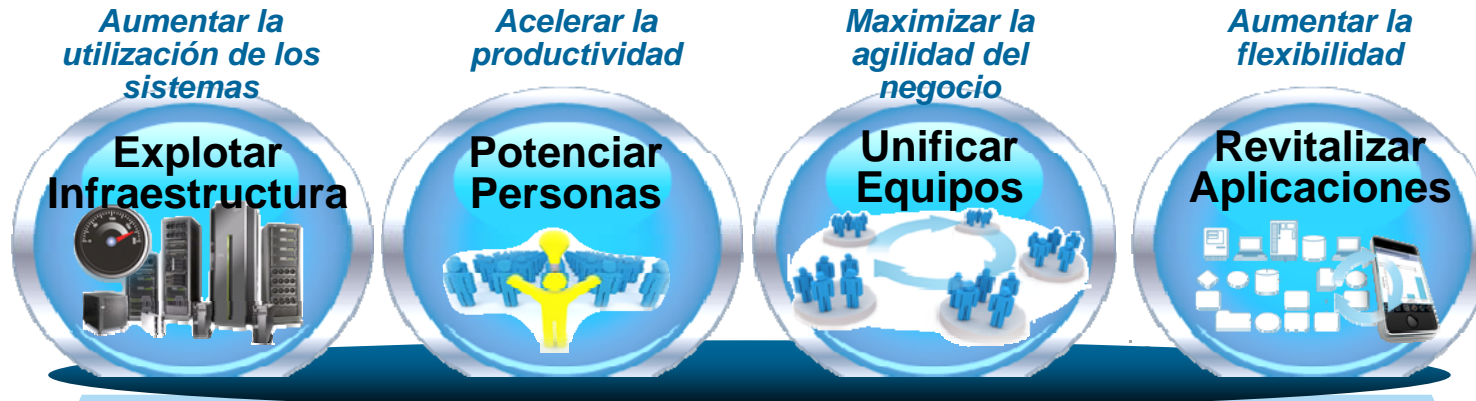 Aumentar la
utilización de los
sistemas
Explotar
Infraestructura
Acelerar la
productividad
Potenciar
Personas
Maximizar la
agilidad del
negocio
Unificar
Equipos
Aumentar la
flexibilidad
Revitalizar
Aplicaciones